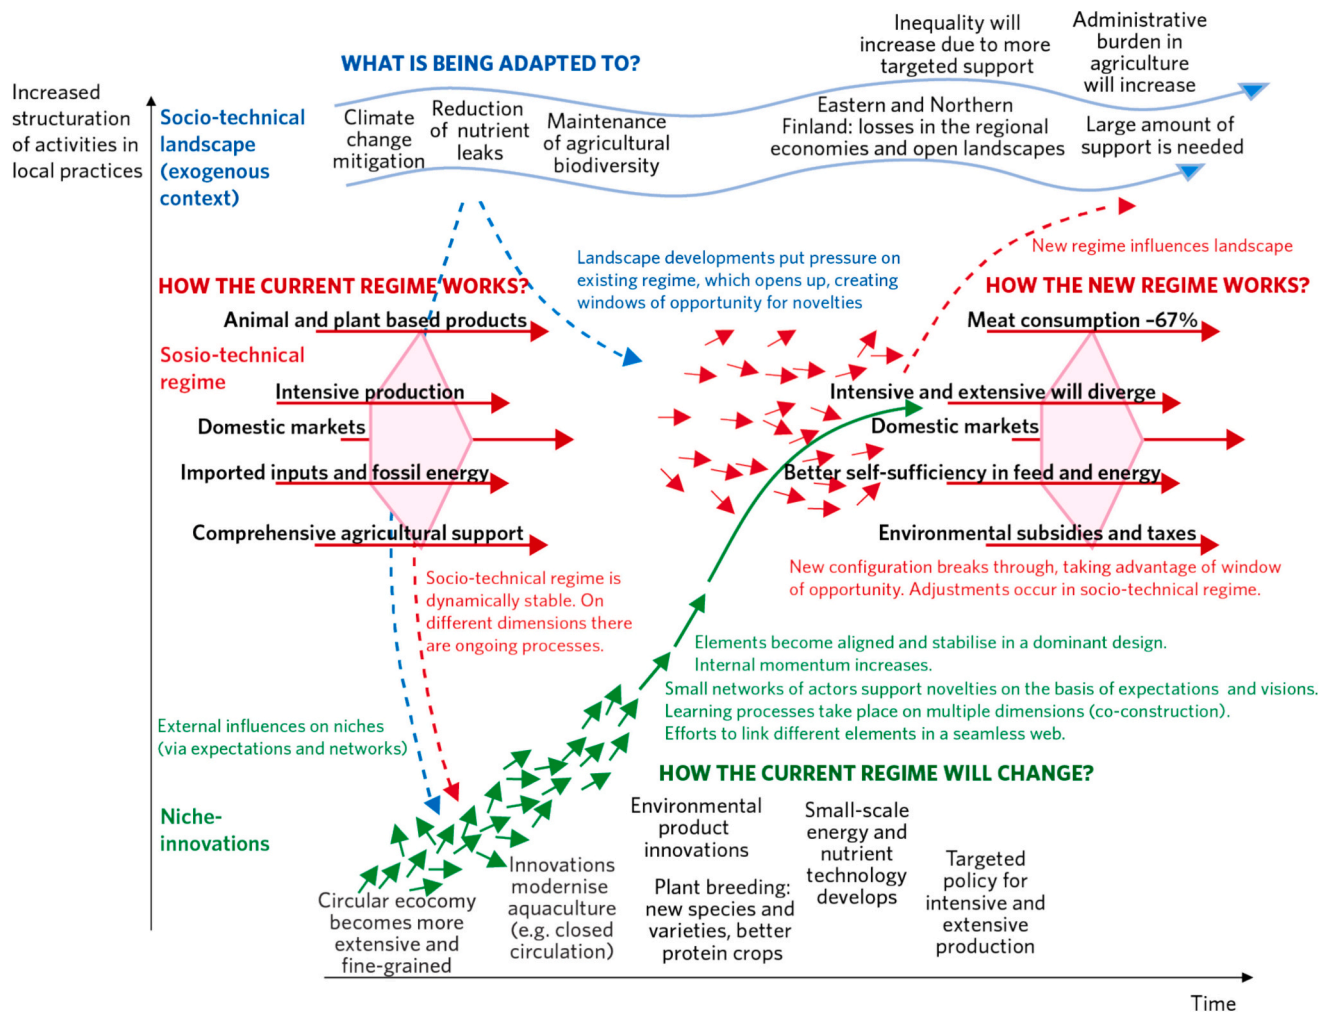 Increased
structuration
of activities in
local practices
Socio-technical
landscape
(exogenous
context)
WHAT IS BEING ADAPTED TO?
Climate
change
mitigation
Reduction
of nutrient
leaks
Maintenance
of agricultural
biodiversity
Inequality will
increase due to more
targeted support
Administrative
burden in
agriculture
will increase
Eastern and Northern
Finland: losses in the regional
economies and open landscapes
Large amount of
support is needed
Landscape developments put pressure on
existing regime, which opens up, creating
windows of opportunity for novelties
New regime influences landscape
HOW THE CURRENT REGIME WORKS?
Animal and plant based products
Sosio-technical
regime
Intensive production
Domestic markets
Imported inputs and fossil energy
Comprehensive agricultural support
HOW THE NEW REGIME WORKS?
Meat consumption –67%
Intensive and extensive will diverge
Domestic markets
Better self-sufficiency in feed and energy
Environmental subsidies and taxes
Socio-technical regime is
dynamically stable. On
different dimensions there
are ongoing processes.
New configuration breaks through, taking advantage of window
of opportunity. Adjustments occur in socio-technical regime.
Elements become aligned and stabilise in a dominant design.
Internal momentum increases.
Small networks of actors support novelties on the basis of expectations and visions.
Learning processes take place on multiple dimensions (co-construction).
Efforts to link different elements in a seamless web.
External influences on niches
(via expectations and networks)
HOW THE CURRENT REGIME WILL CHANGE?
Niche-
innovations
Circular ecocomy
becomes more
extensive and
fine-grained
Innovations
modernise
aquaculture
(e.g. closed
circulation)
Environmental
product
innovations
Plant breeding:
new species and
varieties, better
protein crops
Small-scale
energy and
nutrient
technology
develops
Targeted
policy for
intensive and
extensive
production
Time